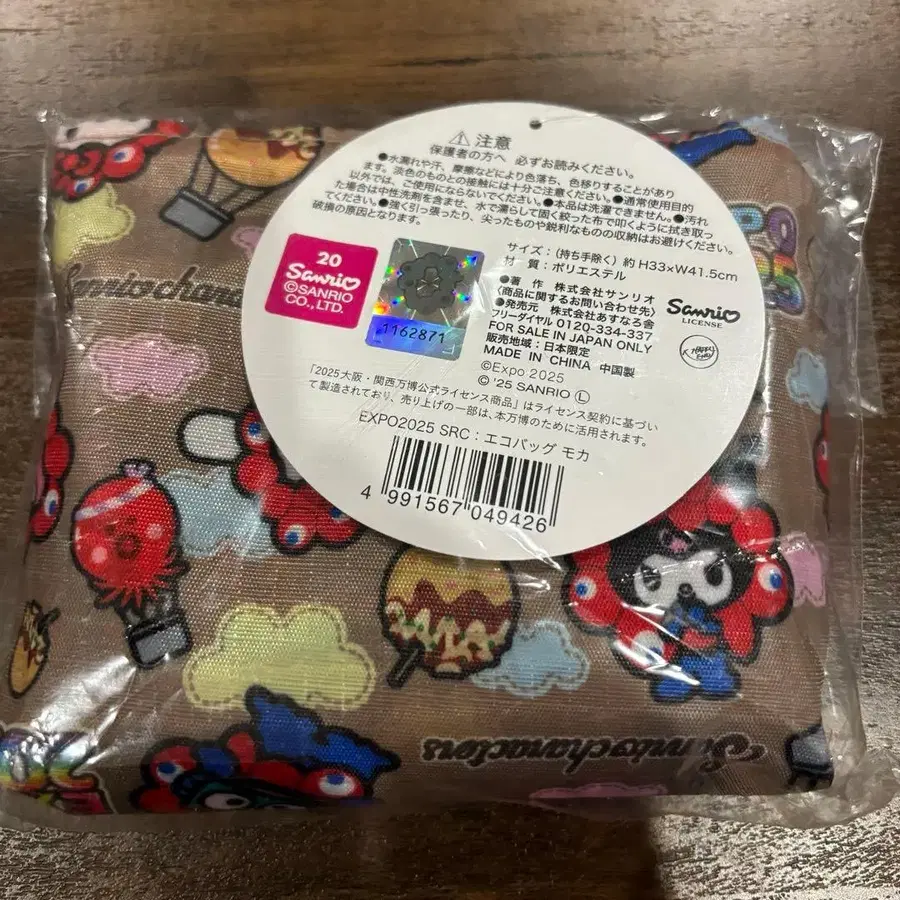 注意
保護者の方へ 必ずお読みください。
●水濡れや汗、摩擦などにより色落ち、色移りすることがあり
ます。淡色のものとの接触には十分ご注意ください。●通常使用目的
以外では、ご使用にならないでください。●本品は洗濯できません。●汚れ
た場合は中性洗剤を含ませ、水で濡らして固く絞った布で叩くように拭き取っ
てください。●強く引っ張ったり、尖ったものや鋭利なものの収納はお避けください。
破損の原因となります。
20
Sanrio
©SANRIO
CO., LTD.
1162871
サイズ:(持ち手除く) 約 H33×W41.5cm
材 質:ポリエステル
●著 作 株式会社サンリオ
〈商品に関するお問い合わせ先〉
●発売元 株式会社あすなろ舎
フリーダイヤル 0120-334-337
FOR SALE IN JAPAN ONLY
販売地域:日本限定
MADE IN CHINA 中国製
©Expo 2025
© '25 SANRIO Ⓛ
Sanrio
LICENSE
「2025大阪・関西万博公式ライセンス商品」はライセンス契約に基づい
て製造されており、売り上げの一部は、本万博のために活用されます。
EXPO2025 SRC:エコバッグ モカ
4 991567 049426
Sanriocharac
Sanriocharacters